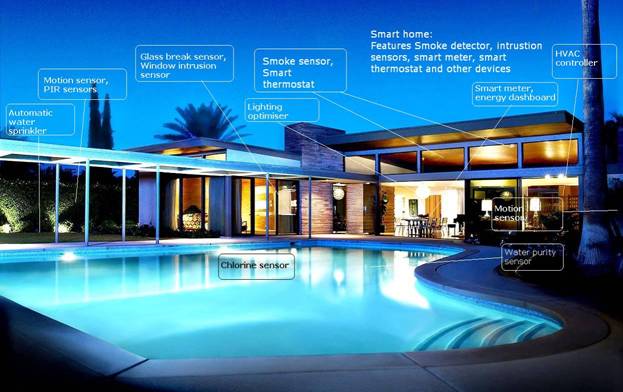 Smart home:
Features Smoke detector, intrustion
sensors, smart meter, smart
thermostat and other devices
Glass break sensor,
Window intrusion
sensor
Smoke sensor,
Smart
thermostat
HVAC
controller
Motion sensor,
PIR sensors
Smart meter,
energy dashboard
Automatic
water
sprinkler
Lighting
optimiser
Motion
sensor
Water purity
sensor
Chlorine sensor